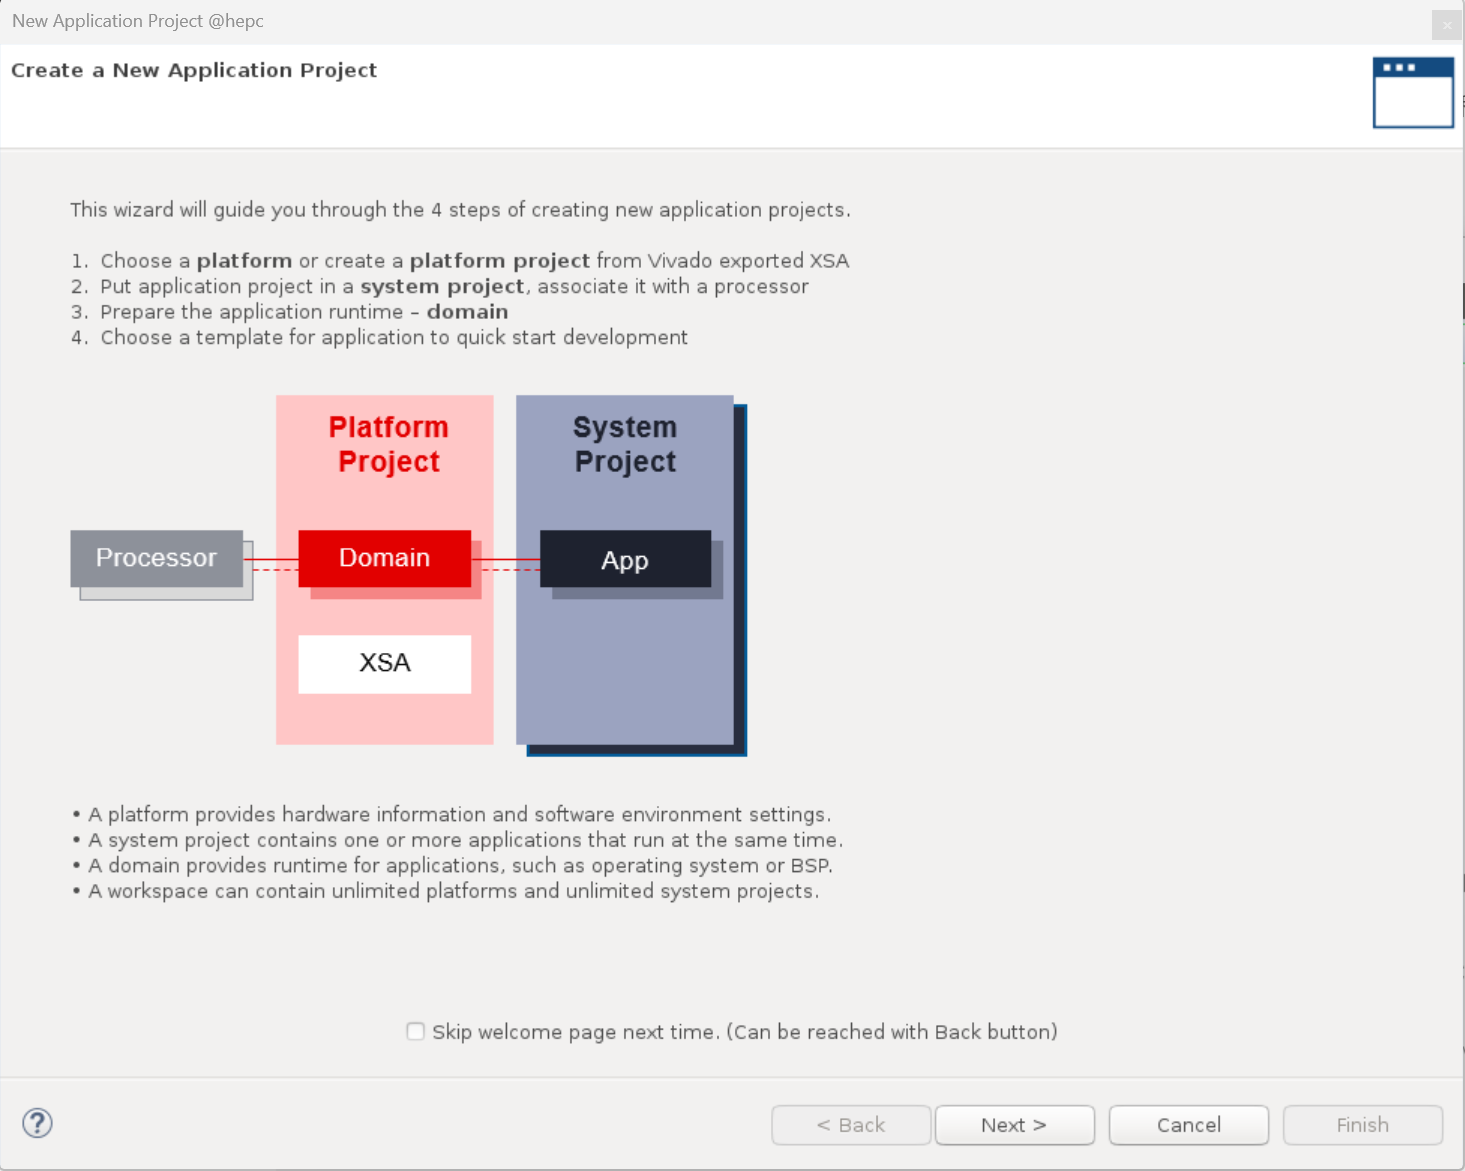 New Application Project @hepc
×
Create a New Application Project
This wizard will guide you through the 4 steps of creating new application projects.
1. Choose a platform or create a platform project from Vivado exported XSA
2. Put application project in a system project, associate it with a processor
3. Prepare the application runtime – domain
4. Choose a template for application to quick start development
Platform
Project
System
Project
Processor
Domain
App
XSA
• A platform provides hardware information and software environment settings.
• A system project contains one or more applications that run at the same time.
• A domain provides runtime for applications, such as operating system or BSP.
• A workspace can contain unlimited platforms and unlimited system projects.
Skip welcome page next time. (Can be reached with Back button)
?
< Back
Next >
Cancel
Finish